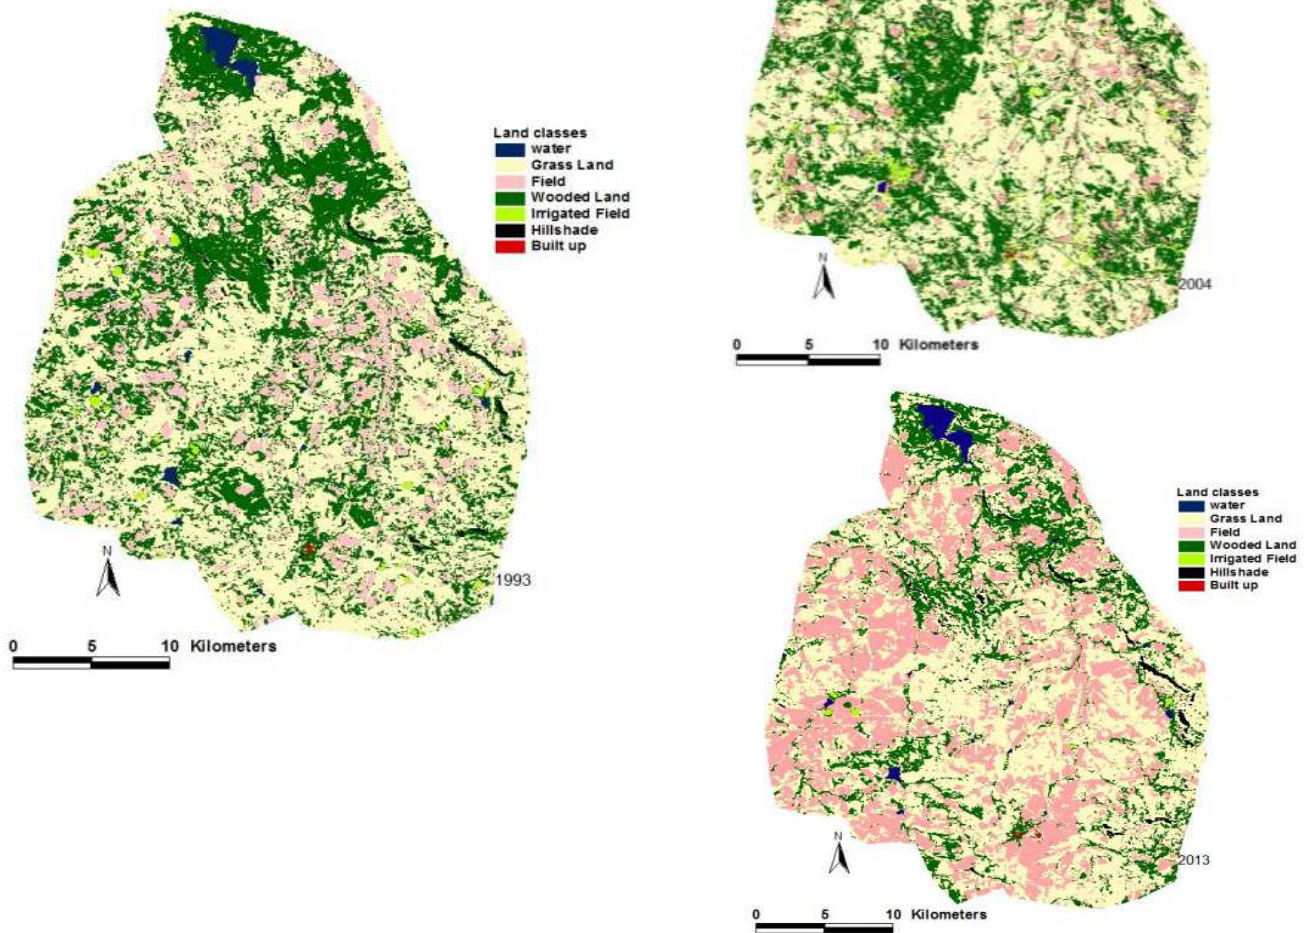 Land classes
water
Grass Land
Field
Wooded Land
Irrigated Field
Hillshade
Built up
N
1993
0 5 10 Kilometers
N
2004
0 5 10 Kilometers
Land classes
water
Grass Land
Field
Wooded Land
Irrigated Field
Hillshade
Built up
N
2013
0 5 10 Kilometers